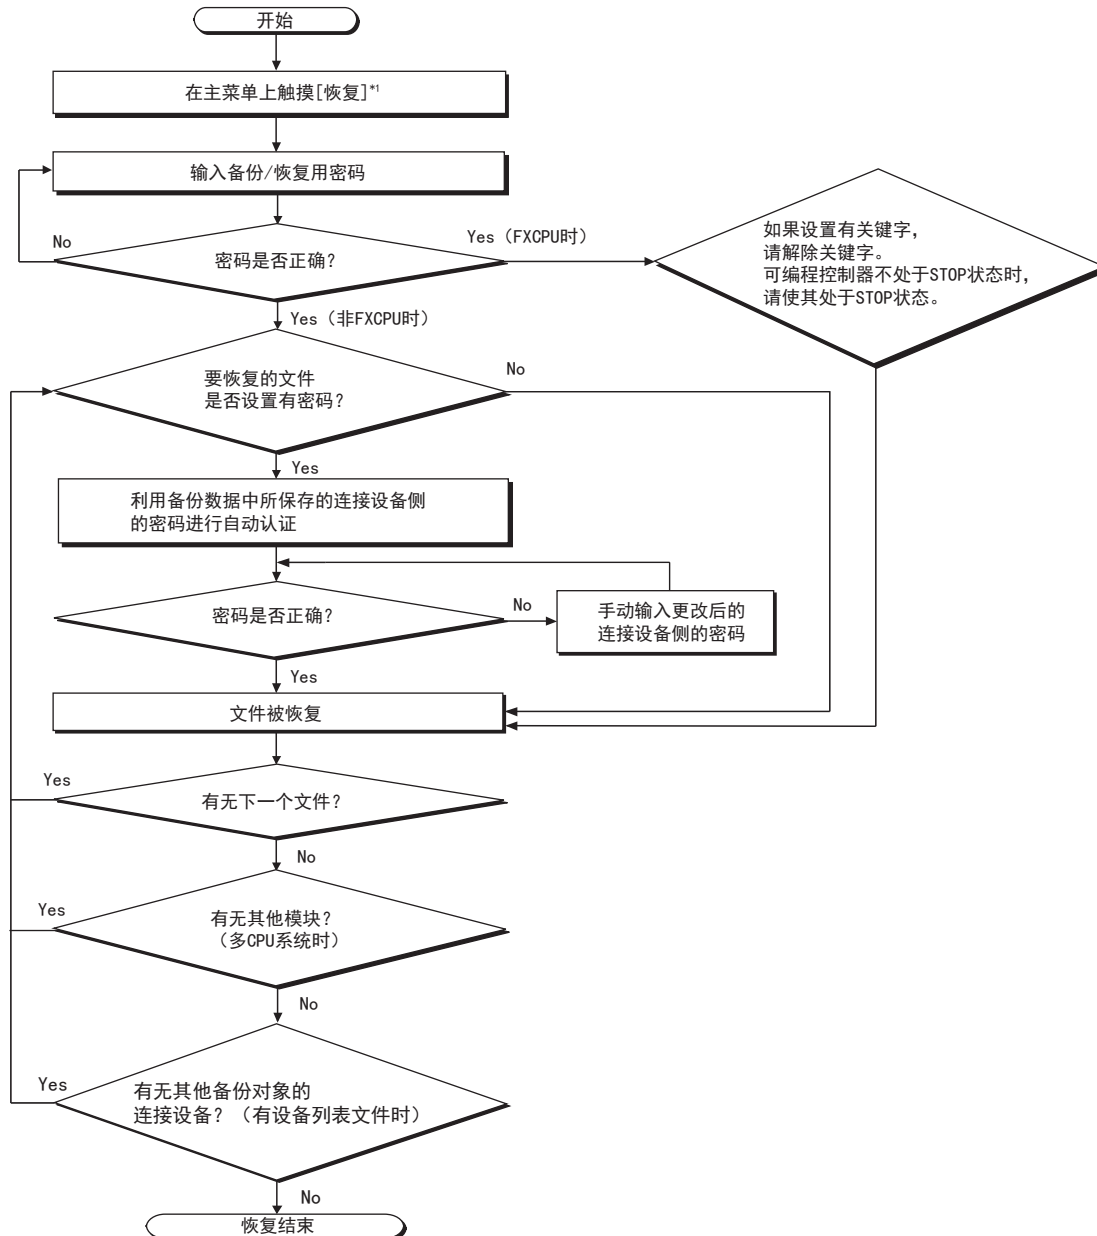 开始
在主菜单上触摸[恢复]*1
输入备份/恢复用密码
No
密码是否正确?
Yes（FXCPU时）
如果设置有关键字，
请解除关键字。
可编程控制器不处于STOP状态时，
请使其处于STOP状态。
Yes（非FXCPU时）
要恢复的文件
是否设置有密码?
No
Yes
利用备份数据中所保存的连接设备侧
的密码进行自动认证
密码是否正确?
No
手动输入更改后的
连接设备侧的密码
Yes
文件被恢复
Yes
有无下一个文件?
No
Yes
有无其他模块?
（多CPU系统时）
No
Yes
有无其他备份对象的
连接设备?（有设备列表文件时）
No
恢复结束